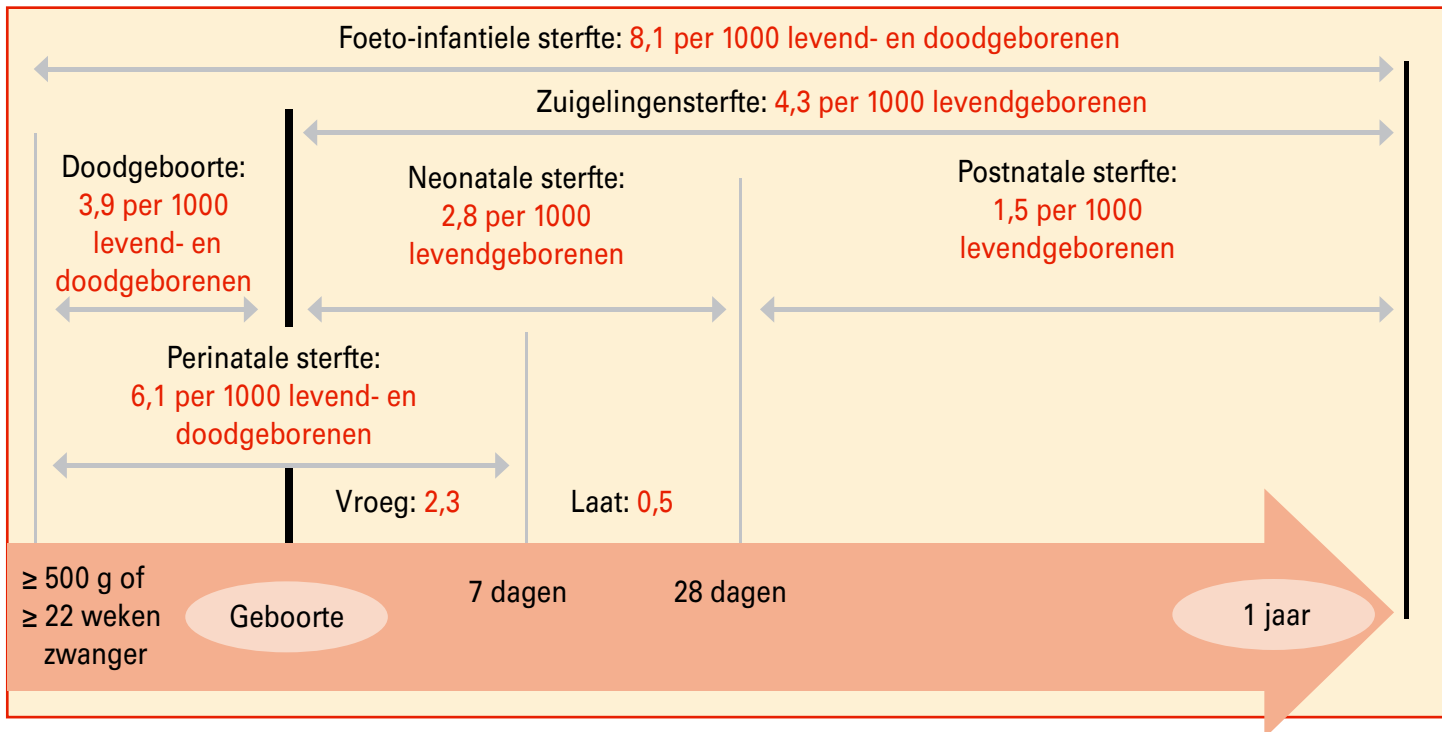 Foeto-infantiele sterfte: 8,1 per 1000 levend- en doodgeborenen
Zuigelingensterfte: 4,3 per 1000 levendgeborenen
Doodgeboorte:
3,9 per 1000
levend- en
doodgeborenen
Neonatale sterfte:
2,8 per 1000
levendgeborenen
Postnatale sterfte:
1,5 per 1000
levendgeborenen
Perinatale sterfte:
6,1 per 1000 levend- en
doodgeborenen
Vroeg: 2,3
Laat: 0,5
≥ 500 g of
≥ 22 weken
zwanger
Geboorte
7 dagen
28 dagen
1 jaar